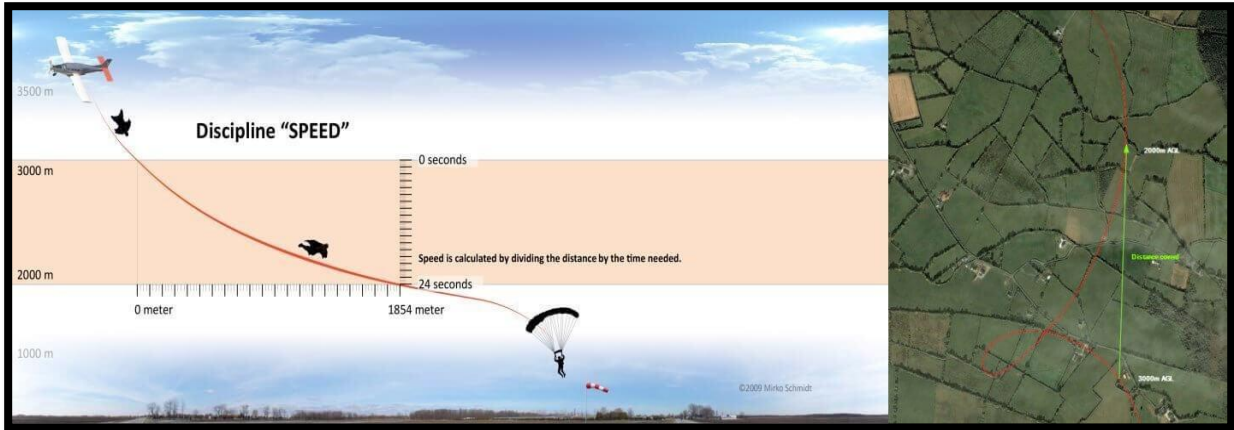 3500 m
Discipline “SPEED”
0 seconds
3000 m
Speed is calculated by dividing the distance by the time needed.
2000 m
24 seconds
0 meter
1854 meter
1000 m
©2009 Mirko Schmidt
2000m AGL
Distance
3000m AGL